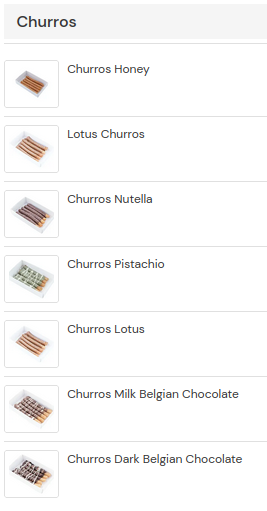 Churros
Churros Honey
Lotus Churros
Churros Nutella
Churros Pistachio
Churros Lotus
Churros Milk Belgian Chocolate
Churros Dark Belgian Chocolate